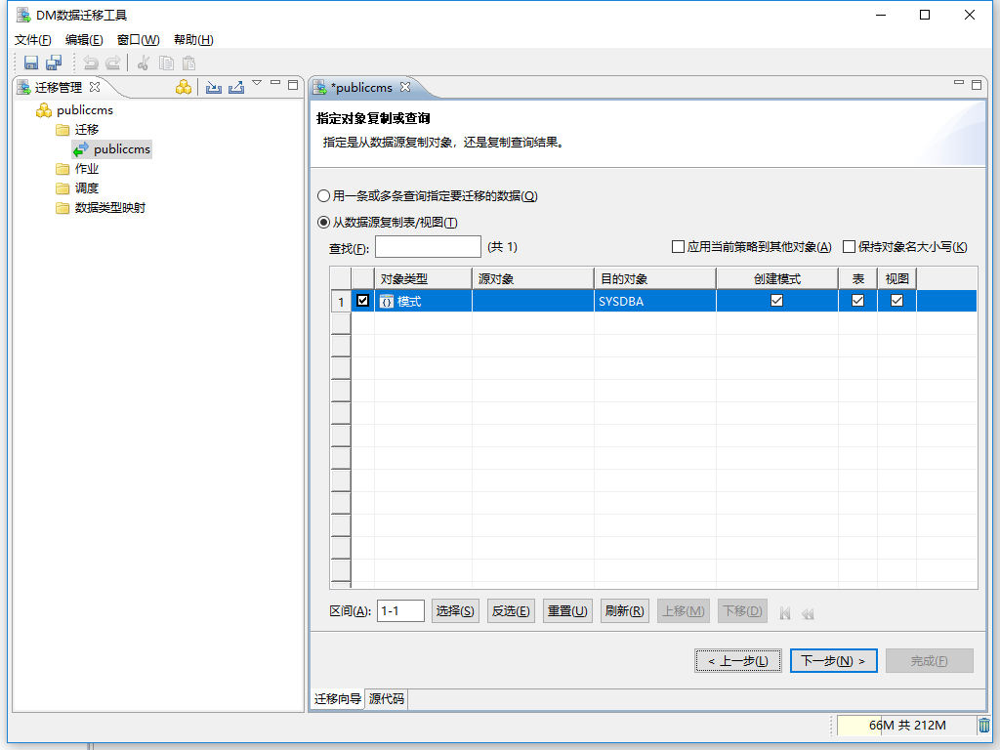 DM数据迁移工具
文件(F) 编辑(E) 窗口(W) 帮助(H)
迁移管理
publiccms
迁移
publiccms
作业
调度
数据类型映射
*publiccms
指定对象复制或查询
指定是从数据源复制对象，还是复制查询结果。
用一条或多条查询指定要迁移的数据(Q)
从数据源复制表/视图(T)
查找(F): (共 1) 应用当前策略到其他对象(A) 保持对象名大小写(K)
对象类型 源对象 目的对象 创建模式 表 视图
1 模式 SYSDBA
区间(A): 1-1 选择(S) 反选(E) 重置(U) 刷新(R) 上移(M) 下移(D)
< 上一步(L) 下一步(N) > 完成(F)
迁移向导 源代码
66M 共 212M